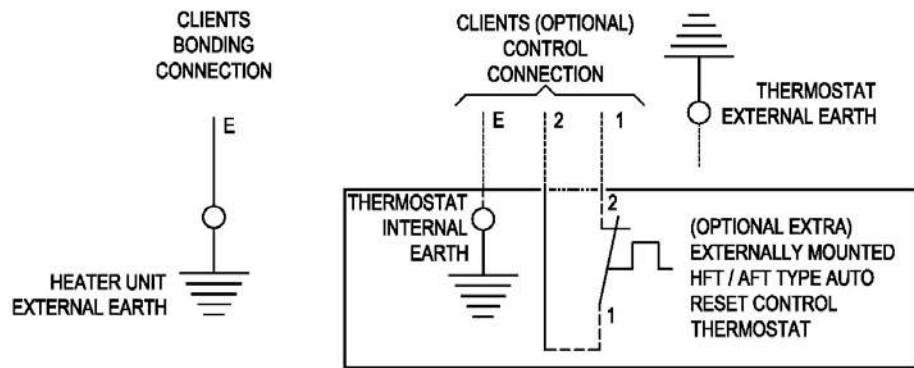 CLIENTS
BONDING
CONNECTION
E
HEATER UNIT
EXTERNAL EARTH
CLIENTS (OPTIONAL)
CONTROL
CONNECTION
E 2 1
THERMOSTAT
EXTERNAL EARTH
THERMOSTAT
INTERNAL
EARTH
2
1
(OPTIONAL EXTRA)
EXTERNALLY MOUNTED
HFT / AFT TYPE AUTO
RESET CONTROL
THERMOSTAT